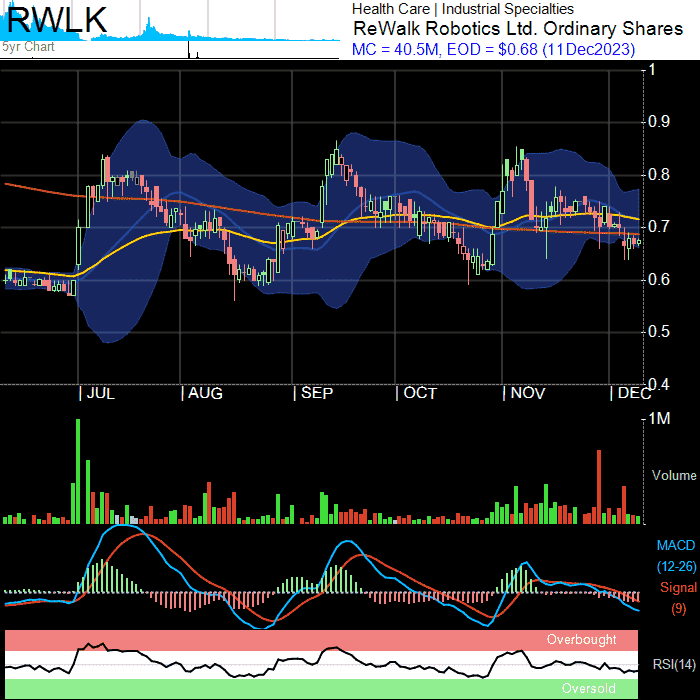 RWLK
5yr Chart
Health Care | Industrial Specialties
ReWalk Robotics Ltd. Ordinary Shares
MC = 40.5M, EOD = $0.68 (11Dec2023)
1
0.9
0.8
0.7
0.6
0.5
0.4
JUL AUG SEP OCT NOV DEC
1M
Volume
MACD
(12-26)
Signal
(9)
Overbought
RSI(14)
Oversold